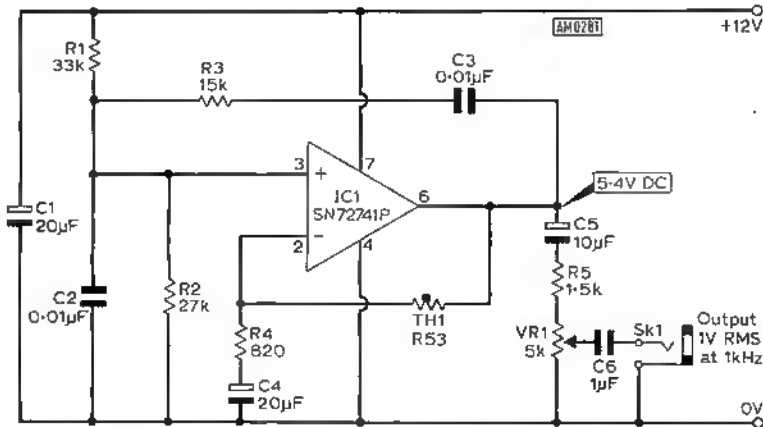 AM0281
+12V
R1
33k
R3
15k
C3
0·01µF
3
+
7
IC1
SN72741P
6
5·4V DC
−
2
4
C1
20µF
C2
0·01µF
R2
27k
R4
820
TH1
R53
C4
20µF
C5
10µF
R5
1·5k
VR1
5k
C6
1µF
Sk1
Output
1V RMS
at 1kHz
0V